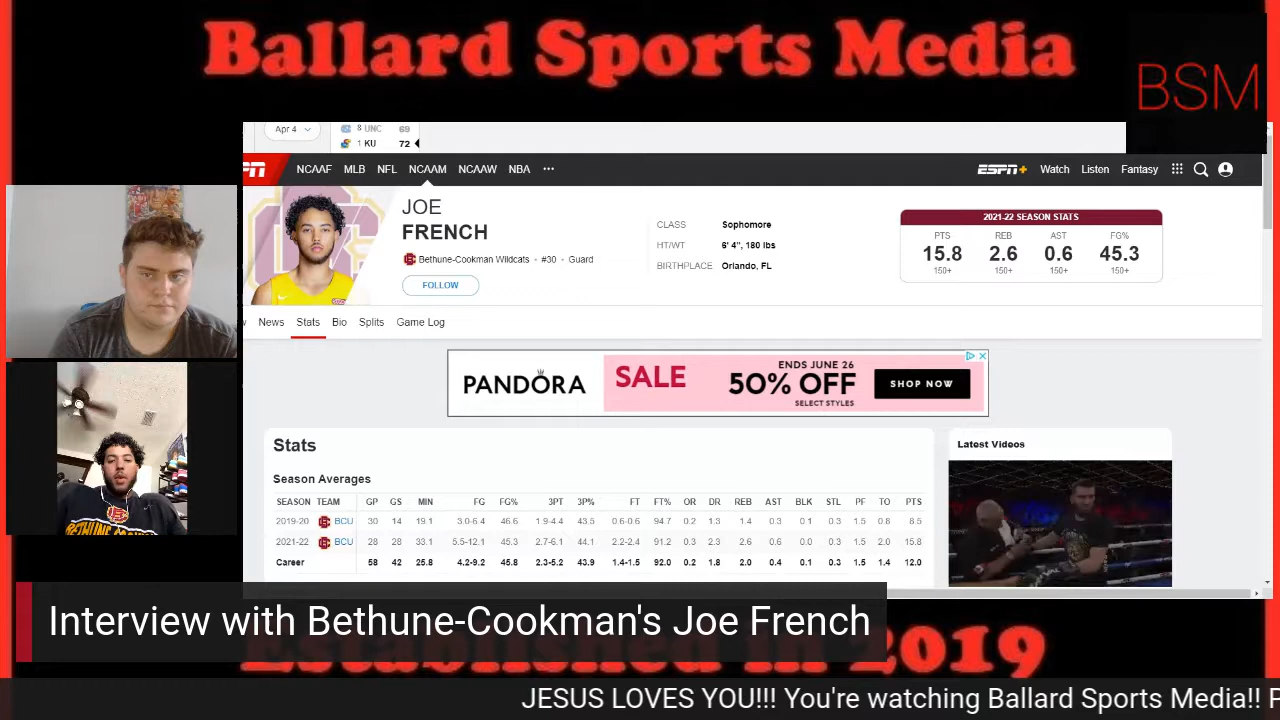 Ballard Sports Media
BSM
Apr 4
8 UNC 69
1 KU 72
NCAAF MLB NFL NCAAM NCAAW NBA ...
ESPN+ Watch Listen Fantasy
JOE
FRENCH
Bethune-Cookman Wildcats • #30 • Guard
FOLLOW
CLASS Sophomore
HT/WT 6' 4", 180 lbs
BIRTHPLACE Orlando, FL
2021-22 SEASON STATS
PTS REB AST FG%
15.8 2.6 0.6 45.3
150+ 150+ 150+ 150+
News Stats Bio Splits Game Log
PANDORA
SALE
ENDS JUNE 26
50% OFF
SELECT STYLES
SHOP NOW
Stats
Season Averages
SEASON TEAM GP GS MIN FG FG% 3PT 3P% FT FT% OR DR REB AST BLK STL PF TO PTS
2019-20 BCU 30 14 19.1 3.0-6.4 46.6 1.9-4.4 43.5 0.6-0.6 94.7 0.2 1.3 1.4 0.3 0.1 0.3 1.5 0.8 8.5
2021-22 BCU 28 28 33.1 5.5-12.1 45.3 2.7-6.1 44.1 2.2-2.4 91.2 0.3 2.3 2.6 0.6 0.0 0.3 1.5 2.0 15.8
Career 58 42 25.8 4.2-9.2 45.8 2.3-5.2 43.9 1.4-1.5 92.0 0.2 1.8 2.0 0.4 0.1 0.3 1.5 1.4 12.0
Latest Videos
Interview with Bethune-Cookman's Joe French
Established in 2019
JESUS LOVES YOU!!! You're watching Ballard Sports Media!!